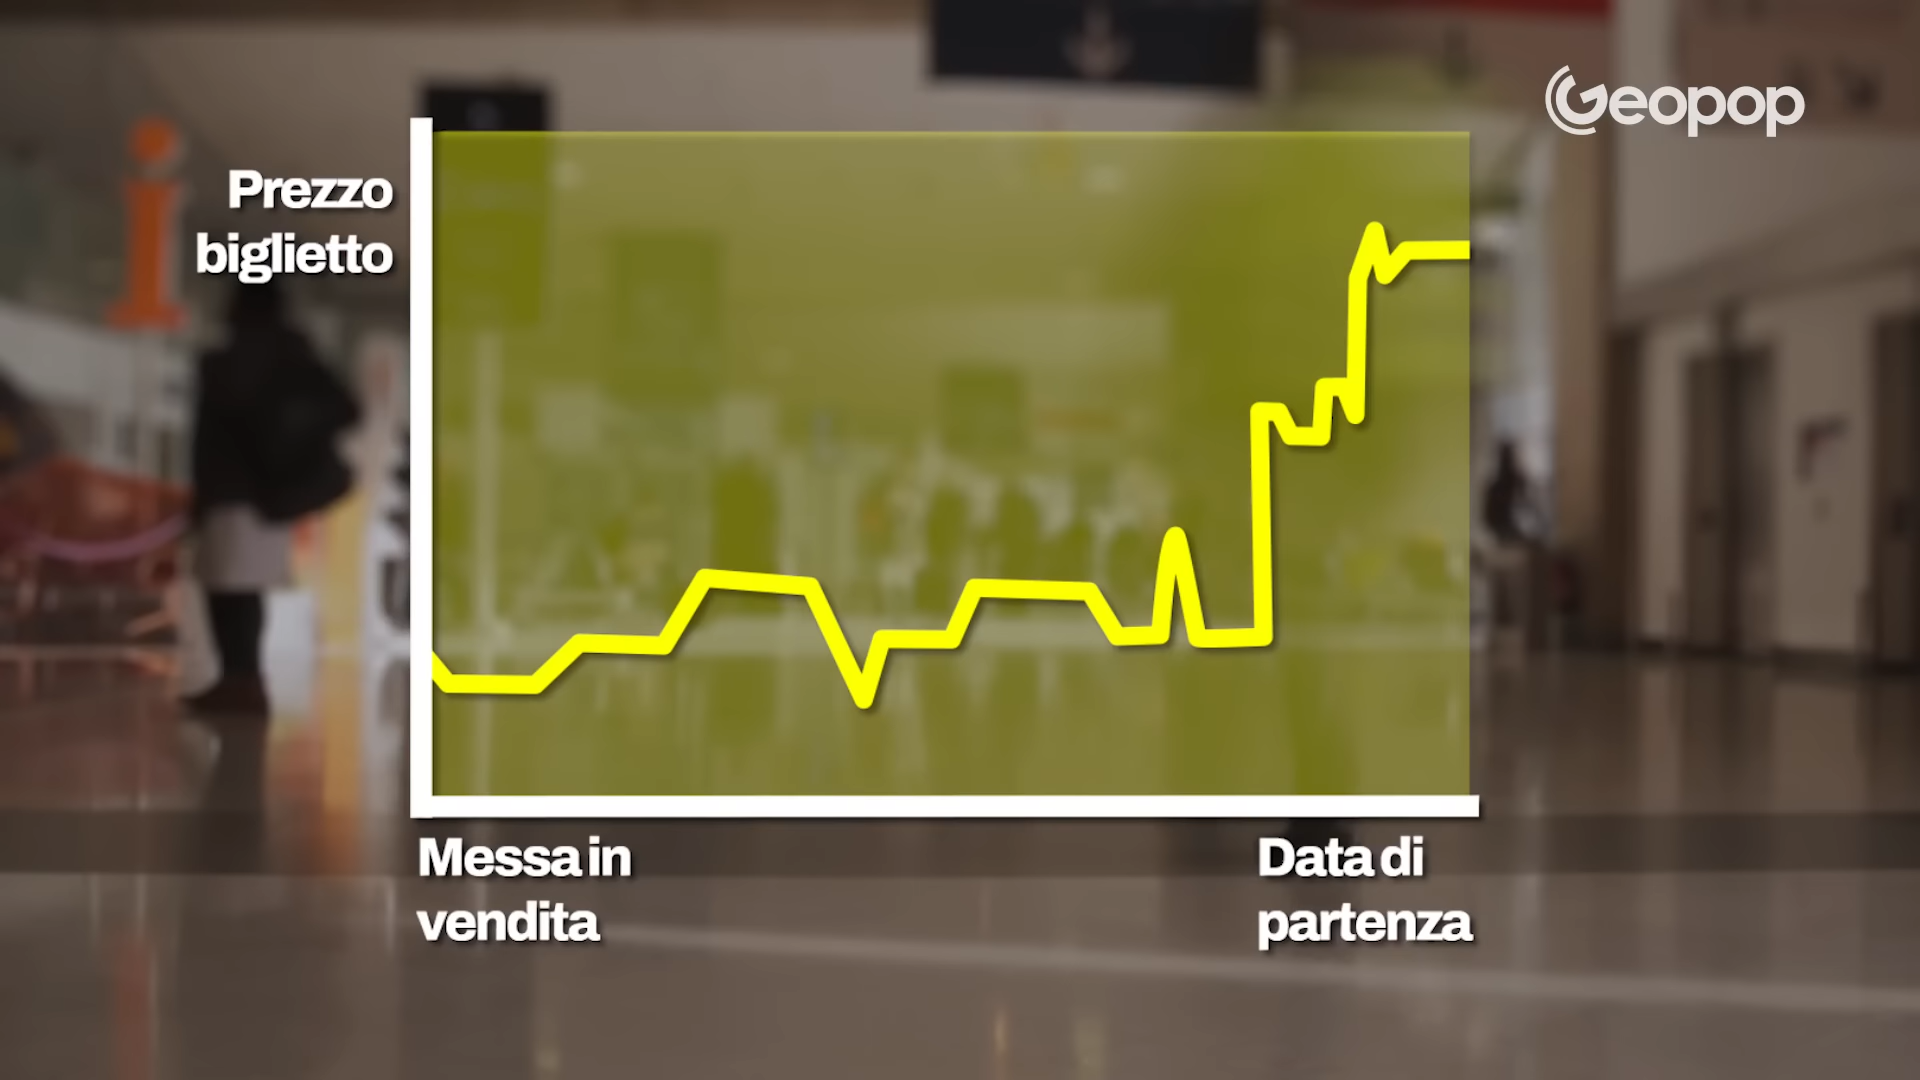 Geopop
Prezzo
biglietto
Messa in
vendita
Data di
partenza